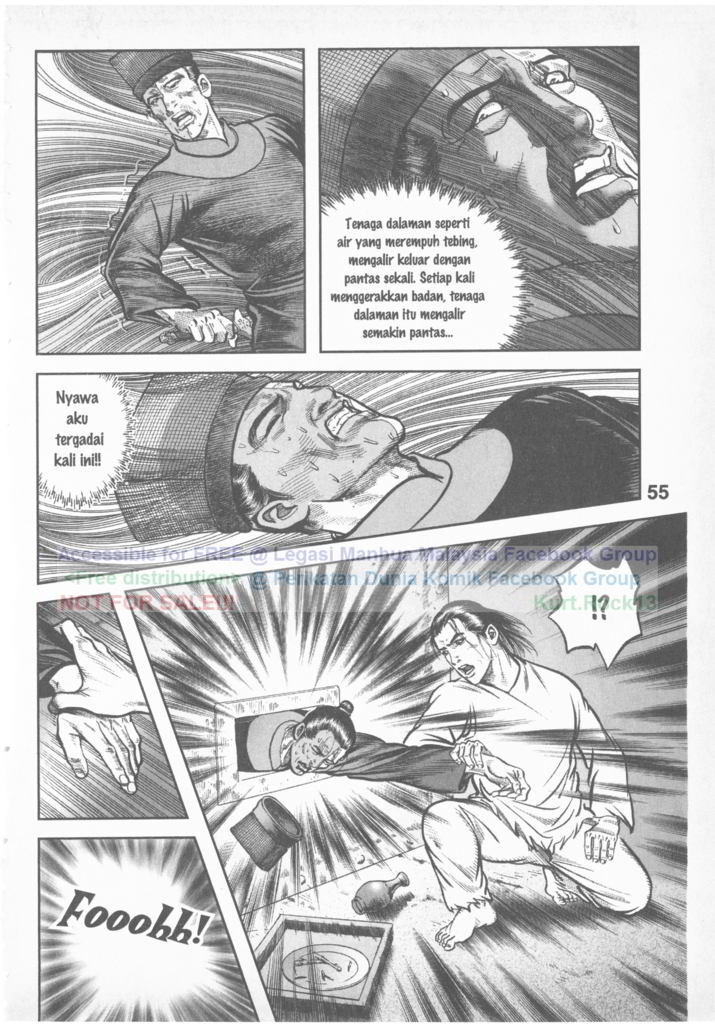 Tenaga dalaman seperti
air yang merempuh tebing,
mengalir keluar dengan
pantas sekali. Setiap kali
menggerakkan badan, tenaga
dalaman itu mengalir
semakin pantas...
Nyawa
aku
tergadai
kali ini!!
55
Accessible for FREE @ Legasi Manhua Malaysia Facebook Group
<Free distribution> @ Perikatan Dunia Komik Facebook Group
NOT FOR SALE!!!
Kurt.Rock13
!?
Fooohh!